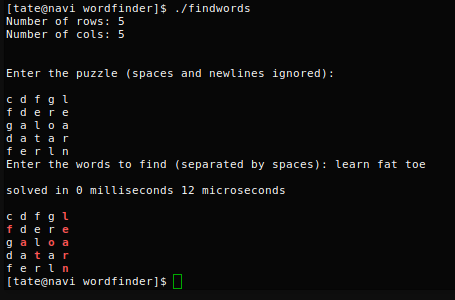 [tate@navi wordfinder]$ ./findwords
Number of rows: 5
Number of cols: 5
Enter the puzzle (spaces and newlines ignored):
c d f g l
f d e r e
g a l o a
d a t a r
f e r l n
Enter the words to find (separated by spaces): learn fat toe
solved in 0 milliseconds 12 microseconds
c d f g l
f d e r e
g a l o a
d a t a r
f e r l n
[tate@navi wordfinder]$